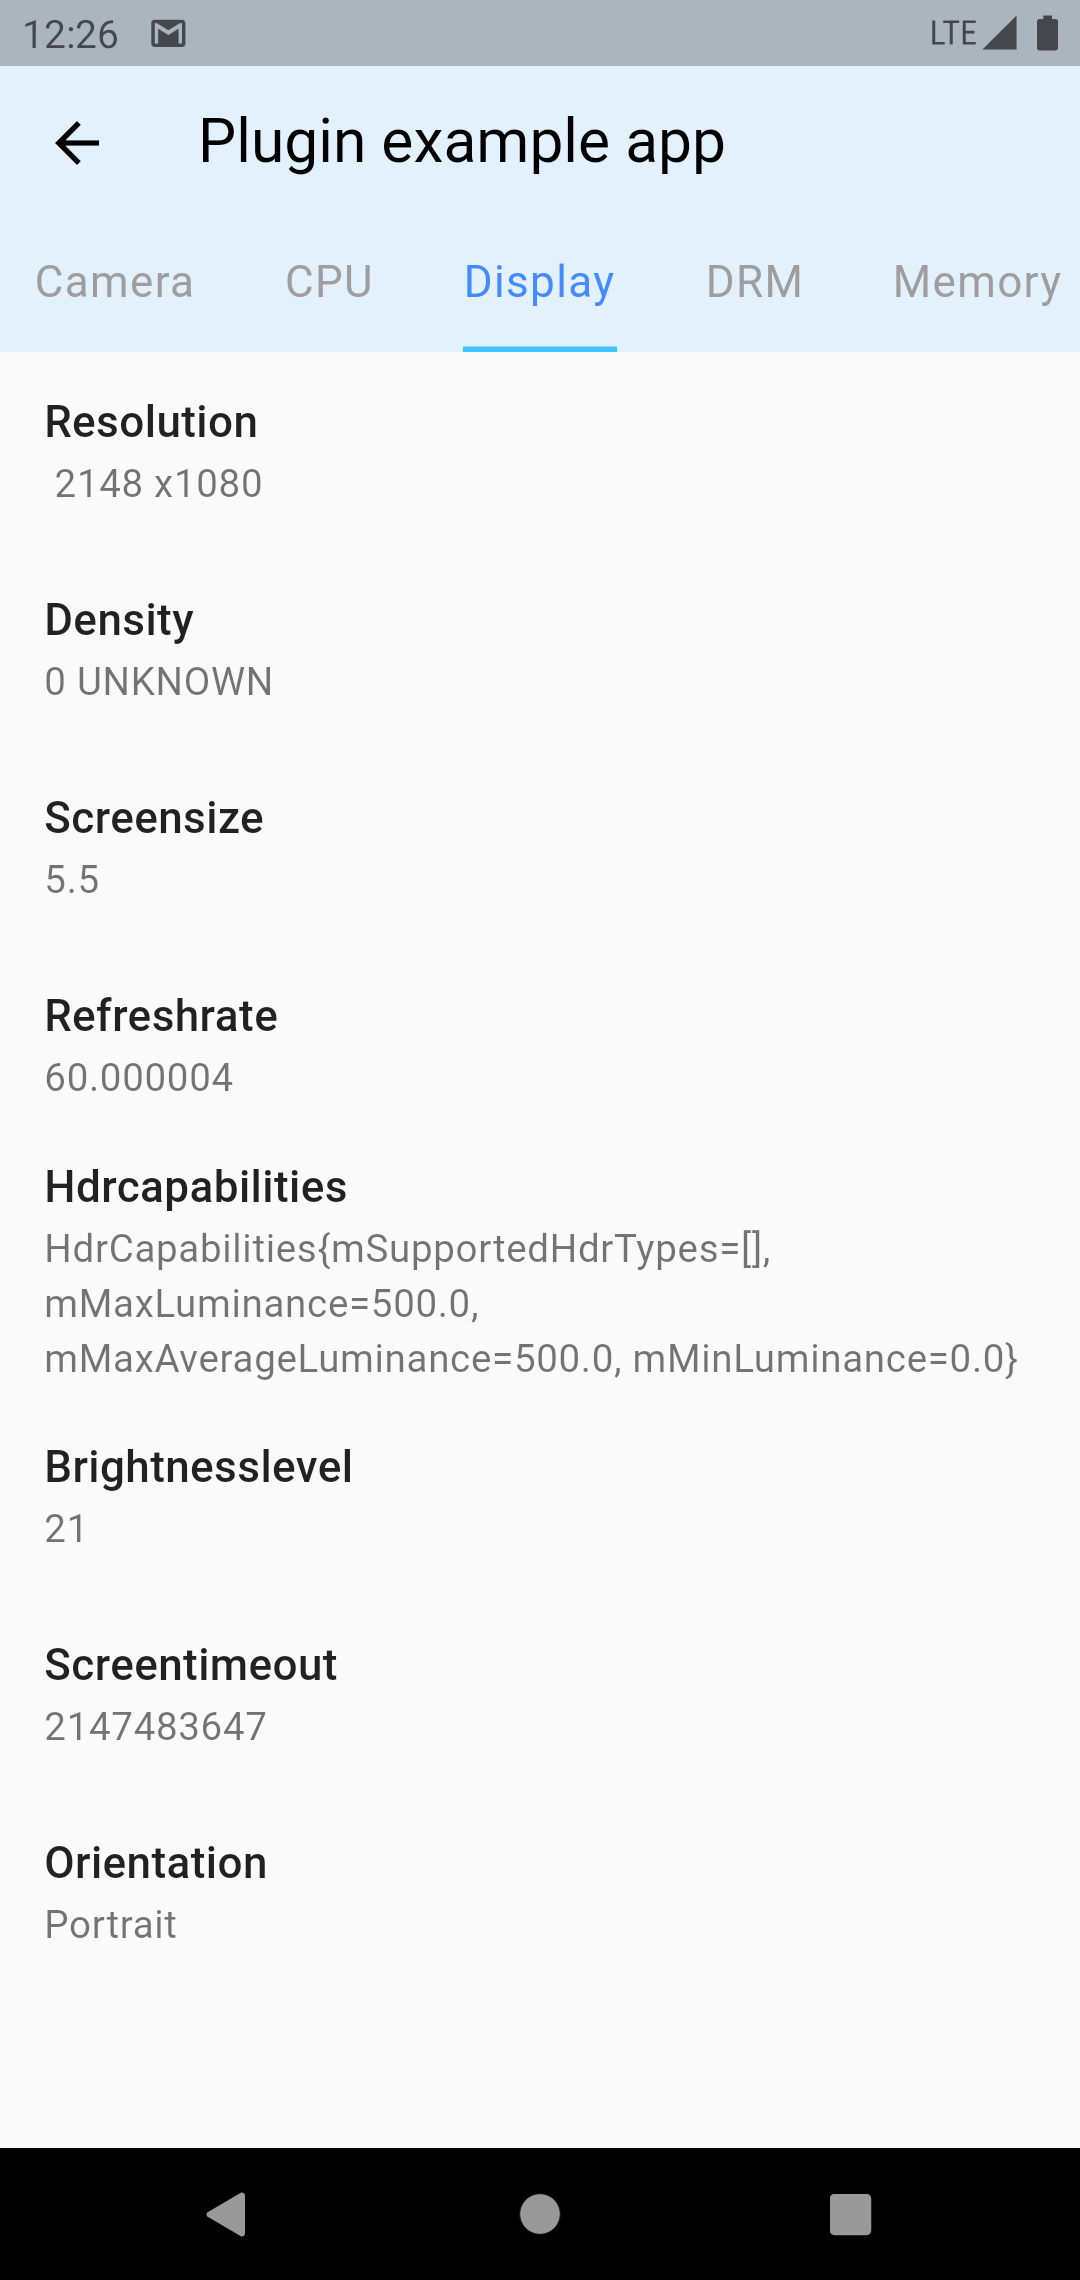 12:26
LTE
Plugin example app
Camera CPU Display DRM Memory
Resolution
2148 x1080
Density
0 UNKNOWN
Screensize
5.5
Refreshrate
60.000004
Hdrcapabilities
HdrCapabilities{mSupportedHdrTypes=[],
mMaxLuminance=500.0,
mMaxAverageLuminance=500.0, mMinLuminance=0.0}
Brightnesslevel
21
Screentimeout
2147483647
Orientation
Portrait